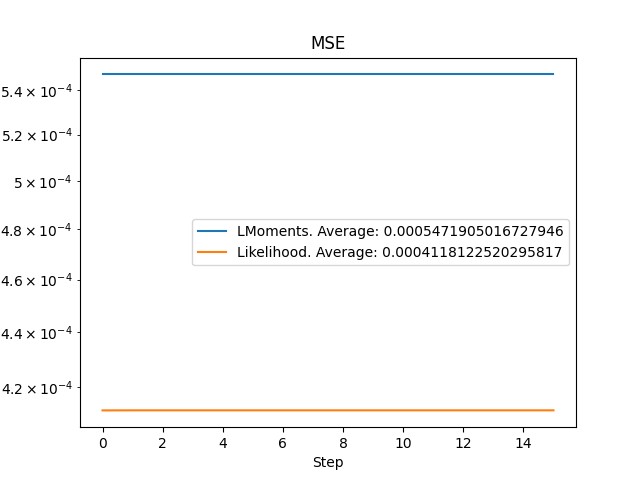 MSE
5.4 × 10⁻⁴
5.2 × 10⁻⁴
5 × 10⁻⁴
4.8 × 10⁻⁴
4.6 × 10⁻⁴
4.4 × 10⁻⁴
4.2 × 10⁻⁴
LMoments. Average: 0.0005471905016727946
Likelihood. Average: 0.0004118122520295817
0 2 4 6 8 10 12 14
Step